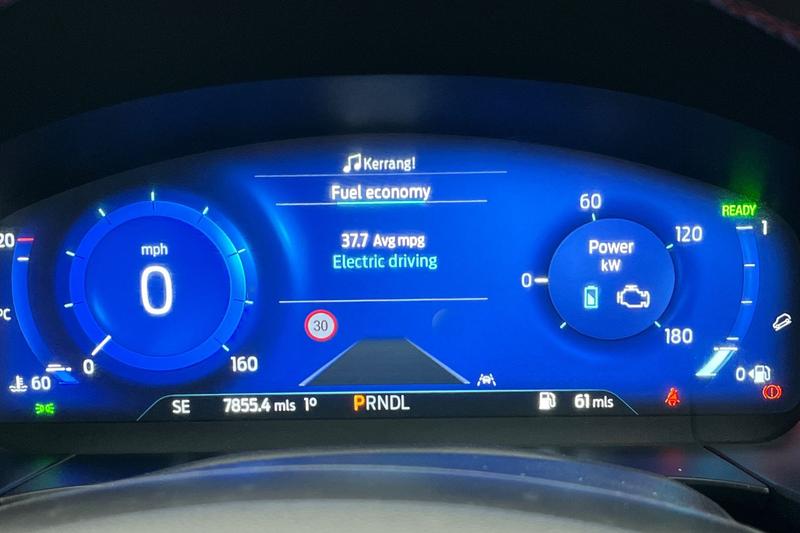 Kerrang!
Fuel economy
37.7 Avg mpg
Electric driving
20
°C
60
mph
0
0
160
30
60
0
120
180
Power
kW
READY
1
0
SE
7855.4 mls
1°
PRNDL
61 mls